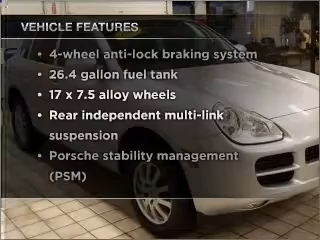 VEHICLE FEATURES
• 4-wheel anti-lock braking system
• 26.4 gallon fuel tank
• 17 x 7.5 alloy wheels
• Rear independent multi-link
suspension
• Porsche stability management
(PSM)